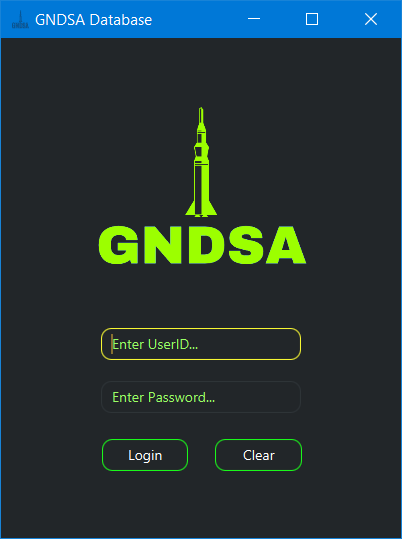 GNDSA Database
GNDSA
Enter UserID...
Enter Password...
Login Clear